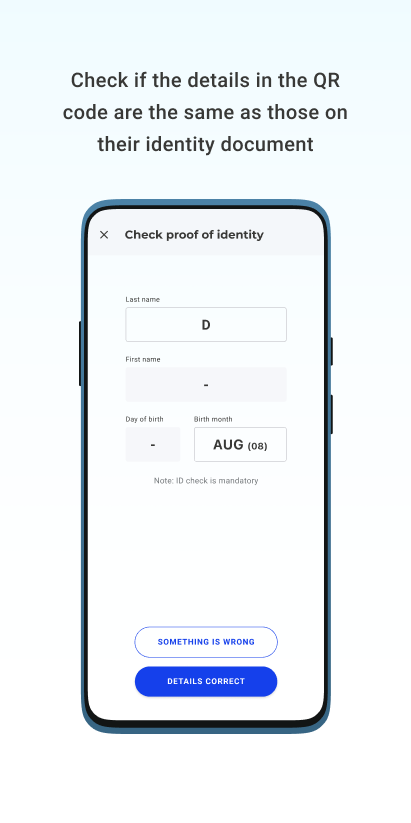 Check if the details in the QR
code are the same as those on
their identity document
Check proof of identity
Last name
D
First name
-
Day of birth Birth month
- AUG (08)
Note: ID check is mandatory
SOMETHING IS WRONG
DETAILS CORRECT